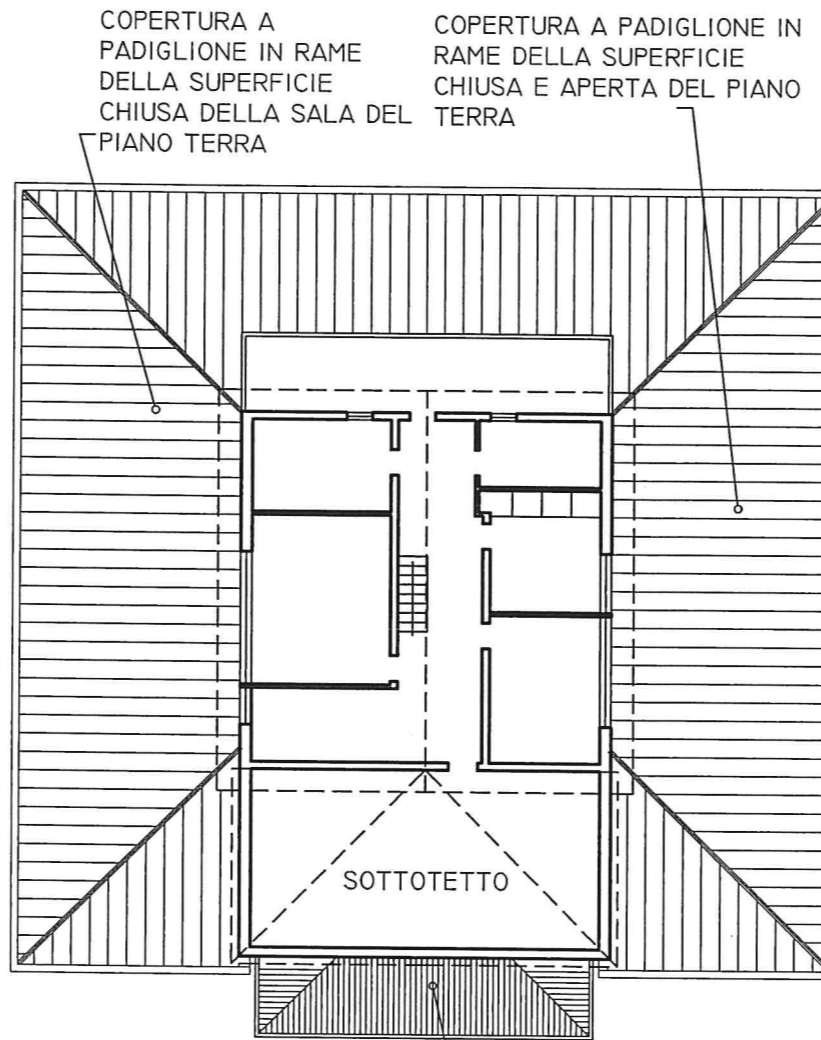 COPERTURA A
PADIGLIONE IN RAME
DELLA SUPERFICIE
CHIUSA DELLA SALA DEL
PIANO TERRA
COPERTURA A PADIGLIONE IN
RAME DELLA SUPERFICIE
CHIUSA E APERTA DEL PIANO
TERRA
SOTTOTETTO